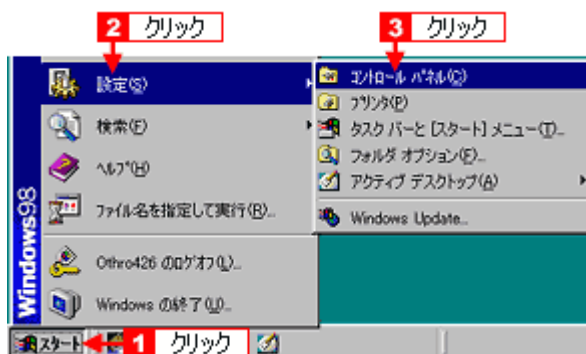 2 クリック
3 クリック
設定(S)
検索(F)
ヘルプ(H)
ファイル名を指定して実行(R)...
Othro426 のログオフ(L)...
Windows の終了(U)...
Windows98
コントロール パネル(C)
プリンタ(P)
タスク バーと [スタート] メニュー(T)...
フォルダ オプション(F)...
アクティブ デスクトップ(A)
Windows Update...
スタート
1 クリック